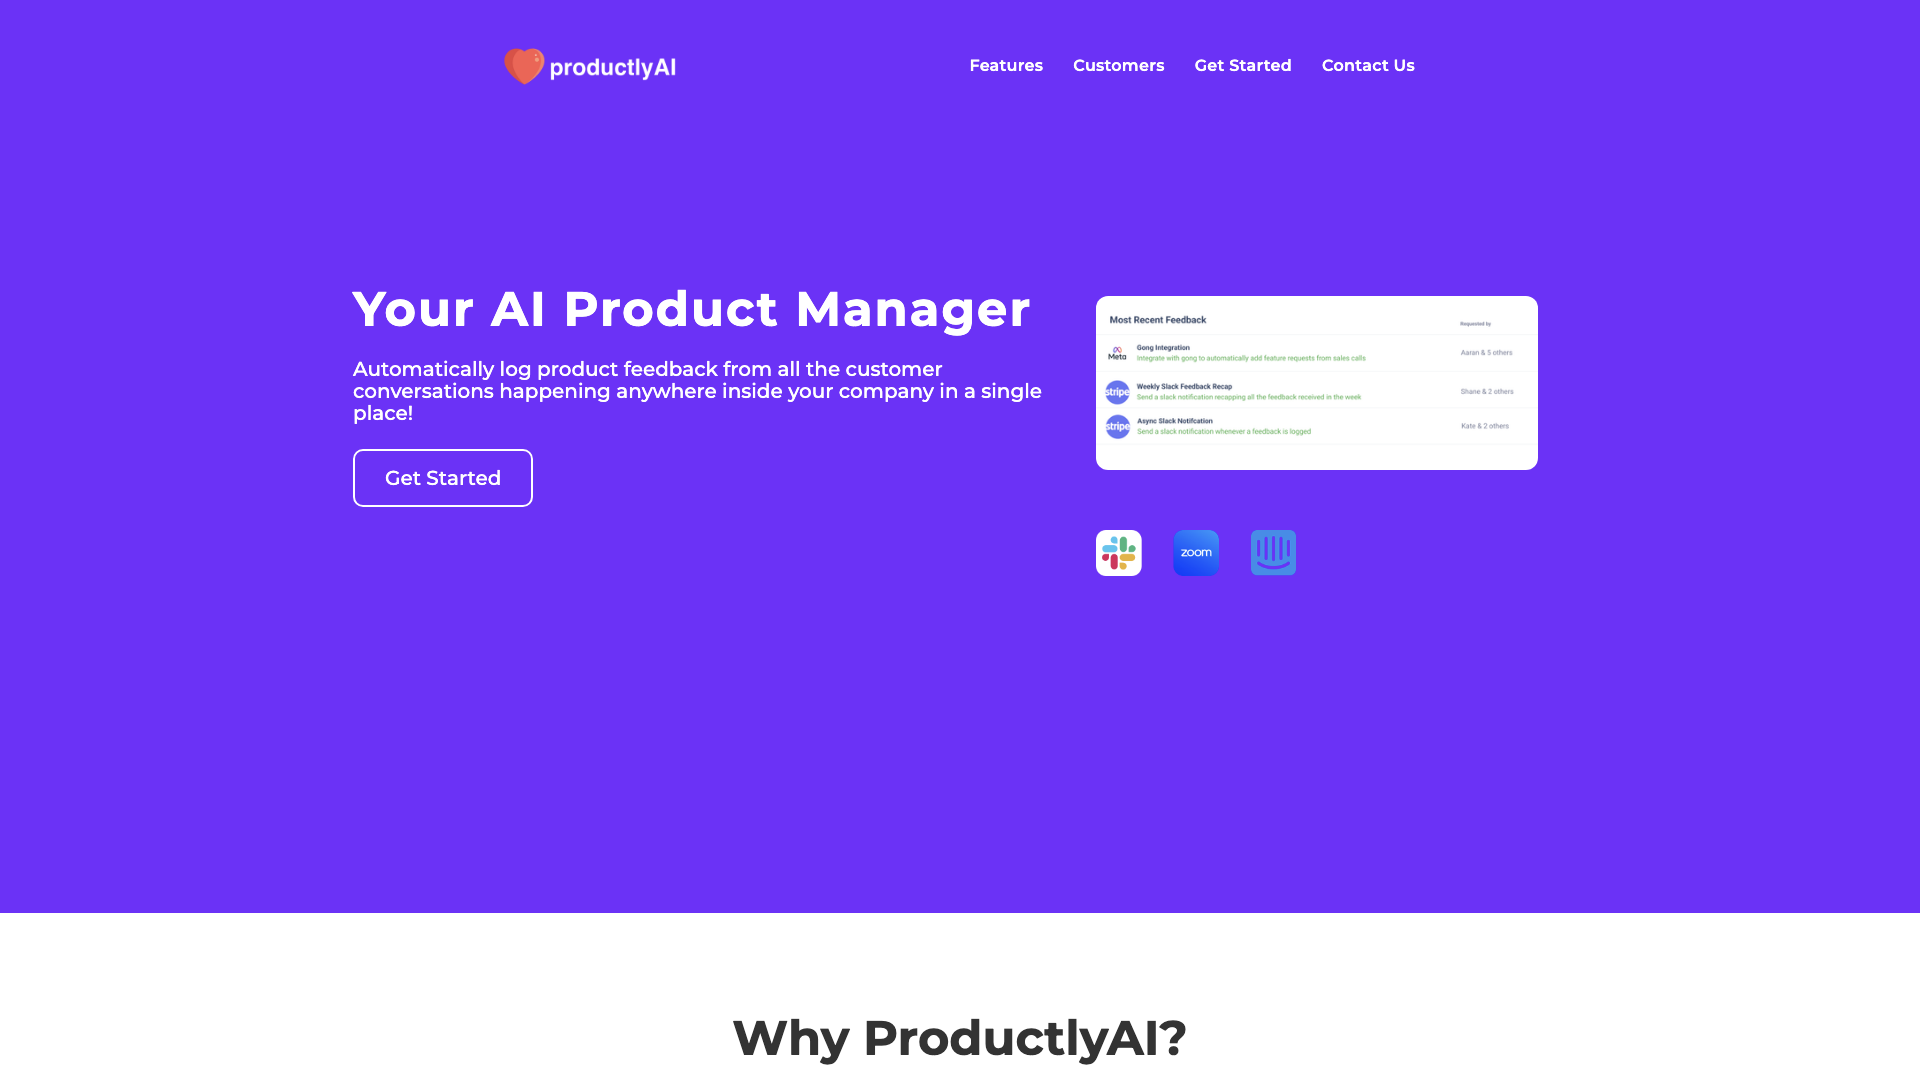 productlyAI
Features Customers Get Started Contact Us
Your AI Product Manager
Automatically log product feedback from all the customer
conversations happening anywhere inside your company in a single
place!
Get Started
Most Recent Feedback
Requested by
Meta
Gong Integration
Integrate with gong to automatically add feature requests from sales calls
Aaran & 5 others
stripe
Weekly Slack Feedback Recap
Send a slack notification recapping all the feedback received in the week
Shane & 2 others
stripe
Async Slack Notifcation
Send a slack notification whenever a feedback is logged
Kate & 2 others
zoom
Why ProductlyAI?